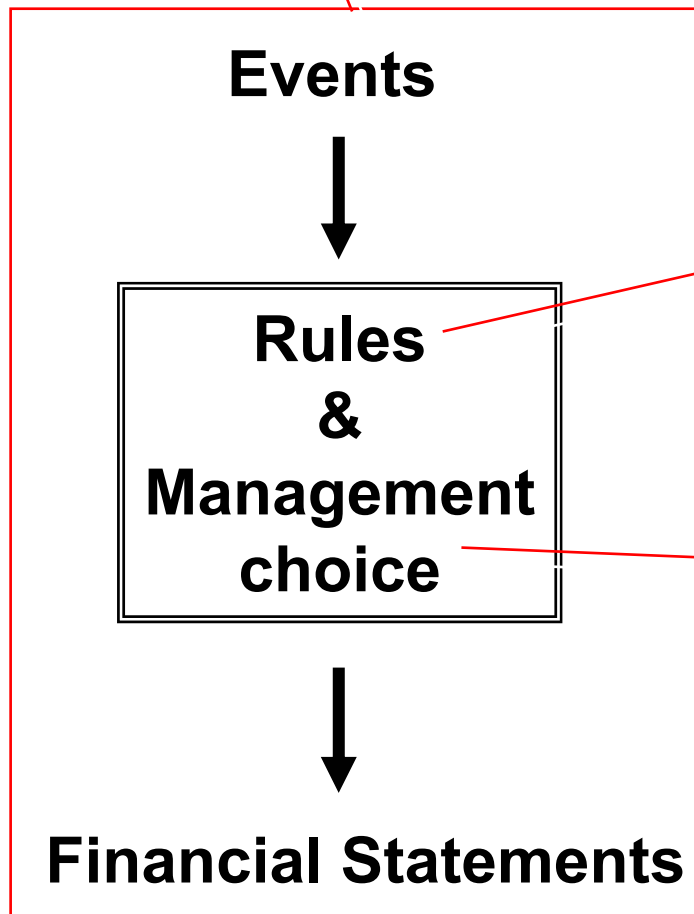 Events
Rules
&
Management
choice
Financial Statements